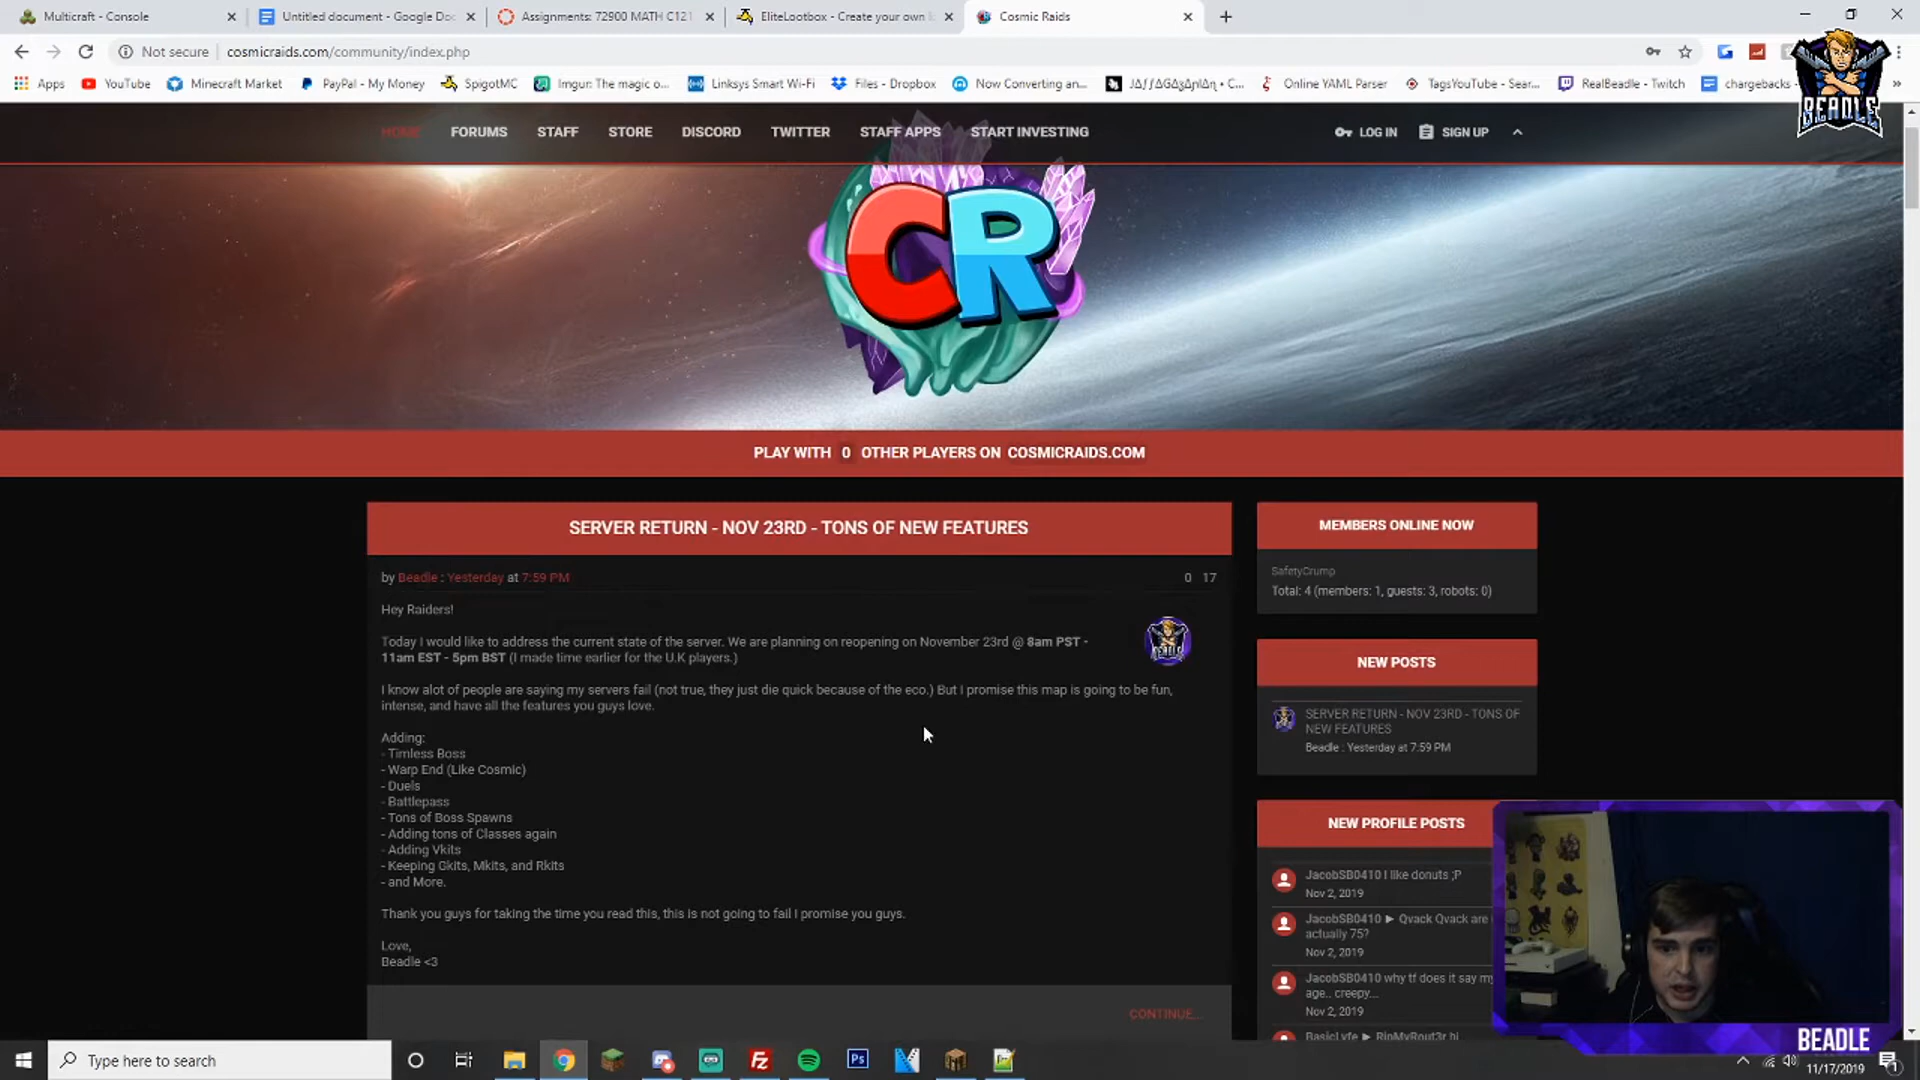 Multicraft - Console
Untitled document - Google Doc
Assignments: 72900 MATH C121
EliteLootbox - Create your own l
Cosmic Raids
Not secure
cosmicraids.com/community/index.php
Apps
YouTube
Minecraft Market
PayPal - My Money
SpigotMC
Imgur: The magic o...
Linksys Smart Wi-Fi
Files - Dropbox
Now Converting an...
Online YAML Parser
TagsYouTube - Sear...
RealBeadle - Twitch
chargebacks
BEADLE
HOME
FORUMS
STAFF
STORE
DISCORD
TWITTER
STAFF APPS
START INVESTING
LOG IN
SIGN UP
CR
PLAY WITH 0 OTHER PLAYERS ON COSMICRAIDS.COM
SERVER RETURN - NOV 23RD - TONS OF NEW FEATURES
by Beadle : Yesterday at 7:59 PM
0 17
Hey Raiders!
Today I would like to address the current state of the server. We are planning on reopening on November 23rd @ 8am PST -
11am EST - 5pm BST (I made time earlier for the U.K players.)
I know alot of people are saying my servers fail (not true, they just die quick because of the eco.) But I promise this map is going to be fun,
intense, and have all the features you guys love.
Adding:
- Timless Boss
- Warp End (Like Cosmic)
- Duels
- Battlepass
- Tons of Boss Spawns
- Adding tons of Classes again
- Adding Vkits
- Keeping Gkits, Mkits, and Rkits
- and More.
Thank you guys for taking the time you read this, this is not going to fail I promise you guys.
Love,
Beadle <3
CONTINUE...
MEMBERS ONLINE NOW
SafetyCrump
Total: 4 (members: 1, guests: 3, robots: 0)
NEW POSTS
SERVER RETURN - NOV 23RD - TONS OF
NEW FEATURES
Beadle : Yesterday at 7:59 PM
NEW PROFILE POSTS
JacobSB0410 I like donuts ;P
Nov 2, 2019
JacobSB0410 ► Qvack Qvack are
actually 75?
Nov 2, 2019
JacobSB0410 why tf does it say my
age.. creepy...
Nov 2, 2019
BasicLyfe ► RipMyRout3r hi
BEADLE
Type here to search
11/17/2019